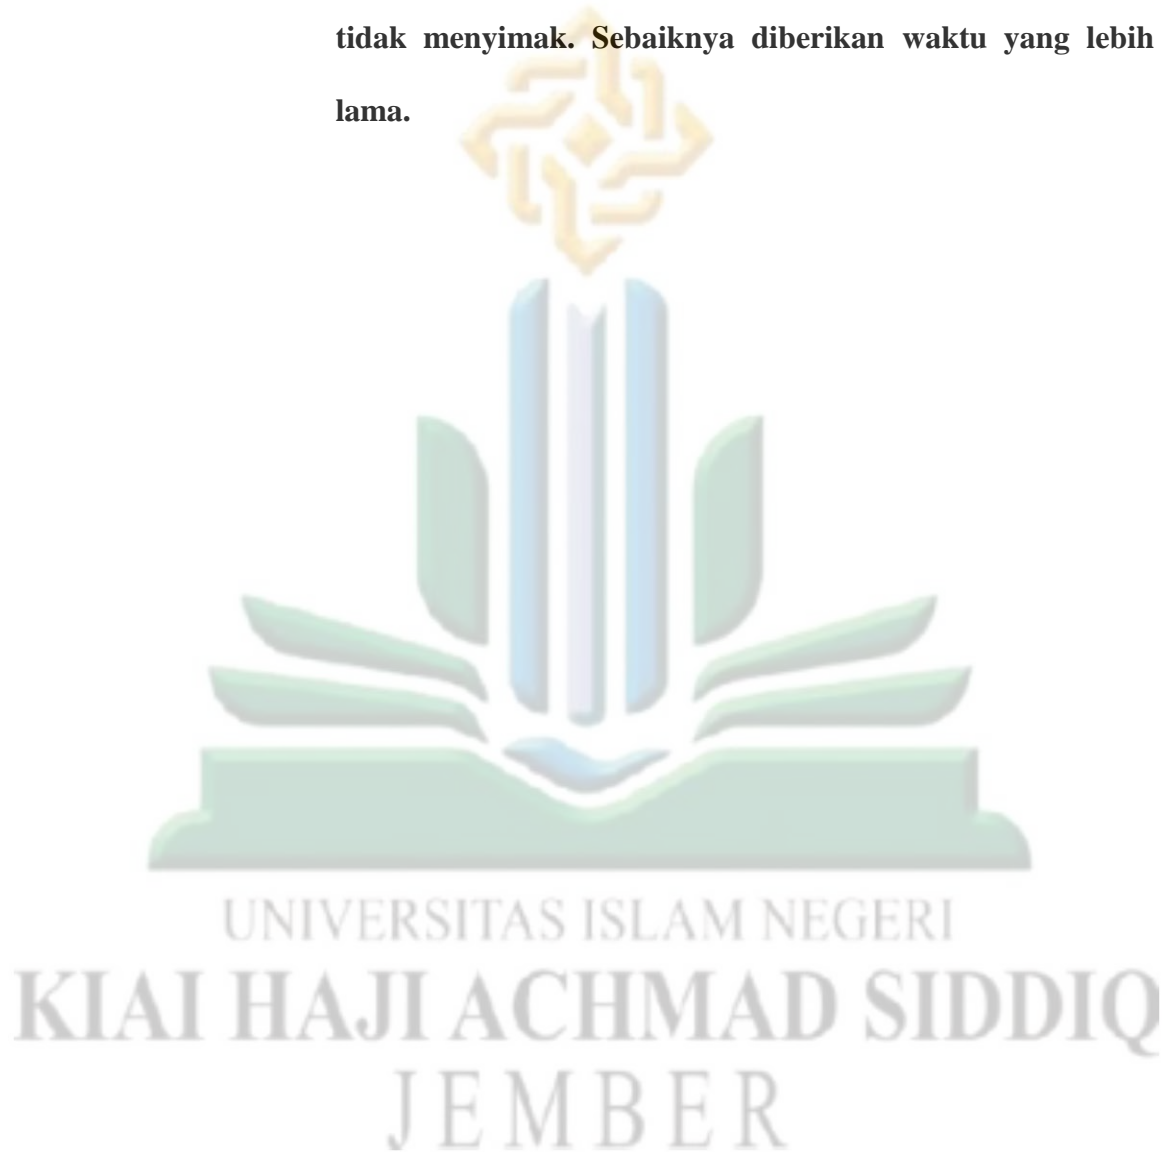 tidak menyimak. Sebaiknya diberikan waktu yang lebih
lama.
UNIVERSITAS ISLAM NEGERI
KIAI HAJI ACHMAD SIDDIQ
JEMBER